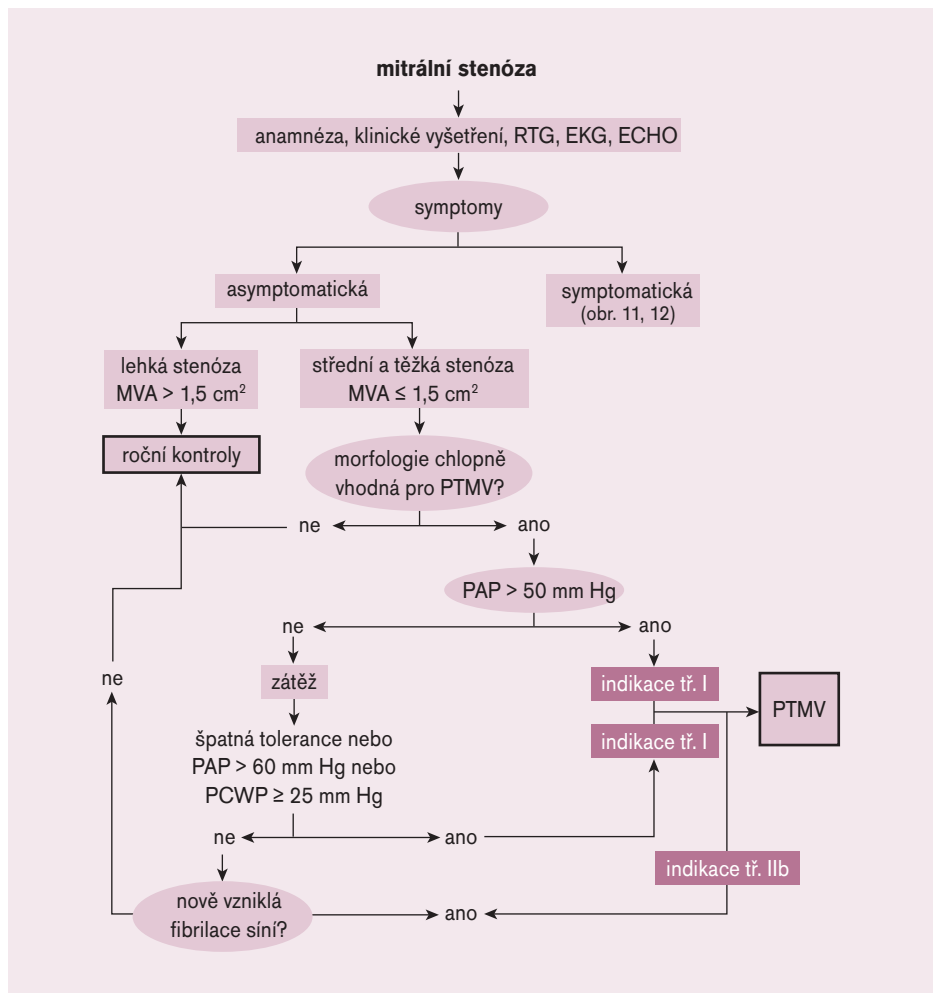 mitrální stenóza
anamnéza, klinické vyšetření, RTG, EKG, ECHO
symptomy
asymptomatická
symptomatická
(obr. 11, 12)
lehká stenóza
MVA > 1,5 cm²
střední a těžká stenóza
MVA ≤ 1,5 cm²
roční kontroly
morfologie chlopně
vhodná pro PTMV?
ne
ano
PAP > 50 mm Hg
ne
ano
ne
zátěž
indikace tř. I
PTMV
indikace tř. I
špatná tolerance nebo
PAP > 60 mm Hg nebo
PCWP ≥ 25 mm Hg
ne
ano
indikace tř. IIb
nově vzniklá
fibrilace síní?
ano